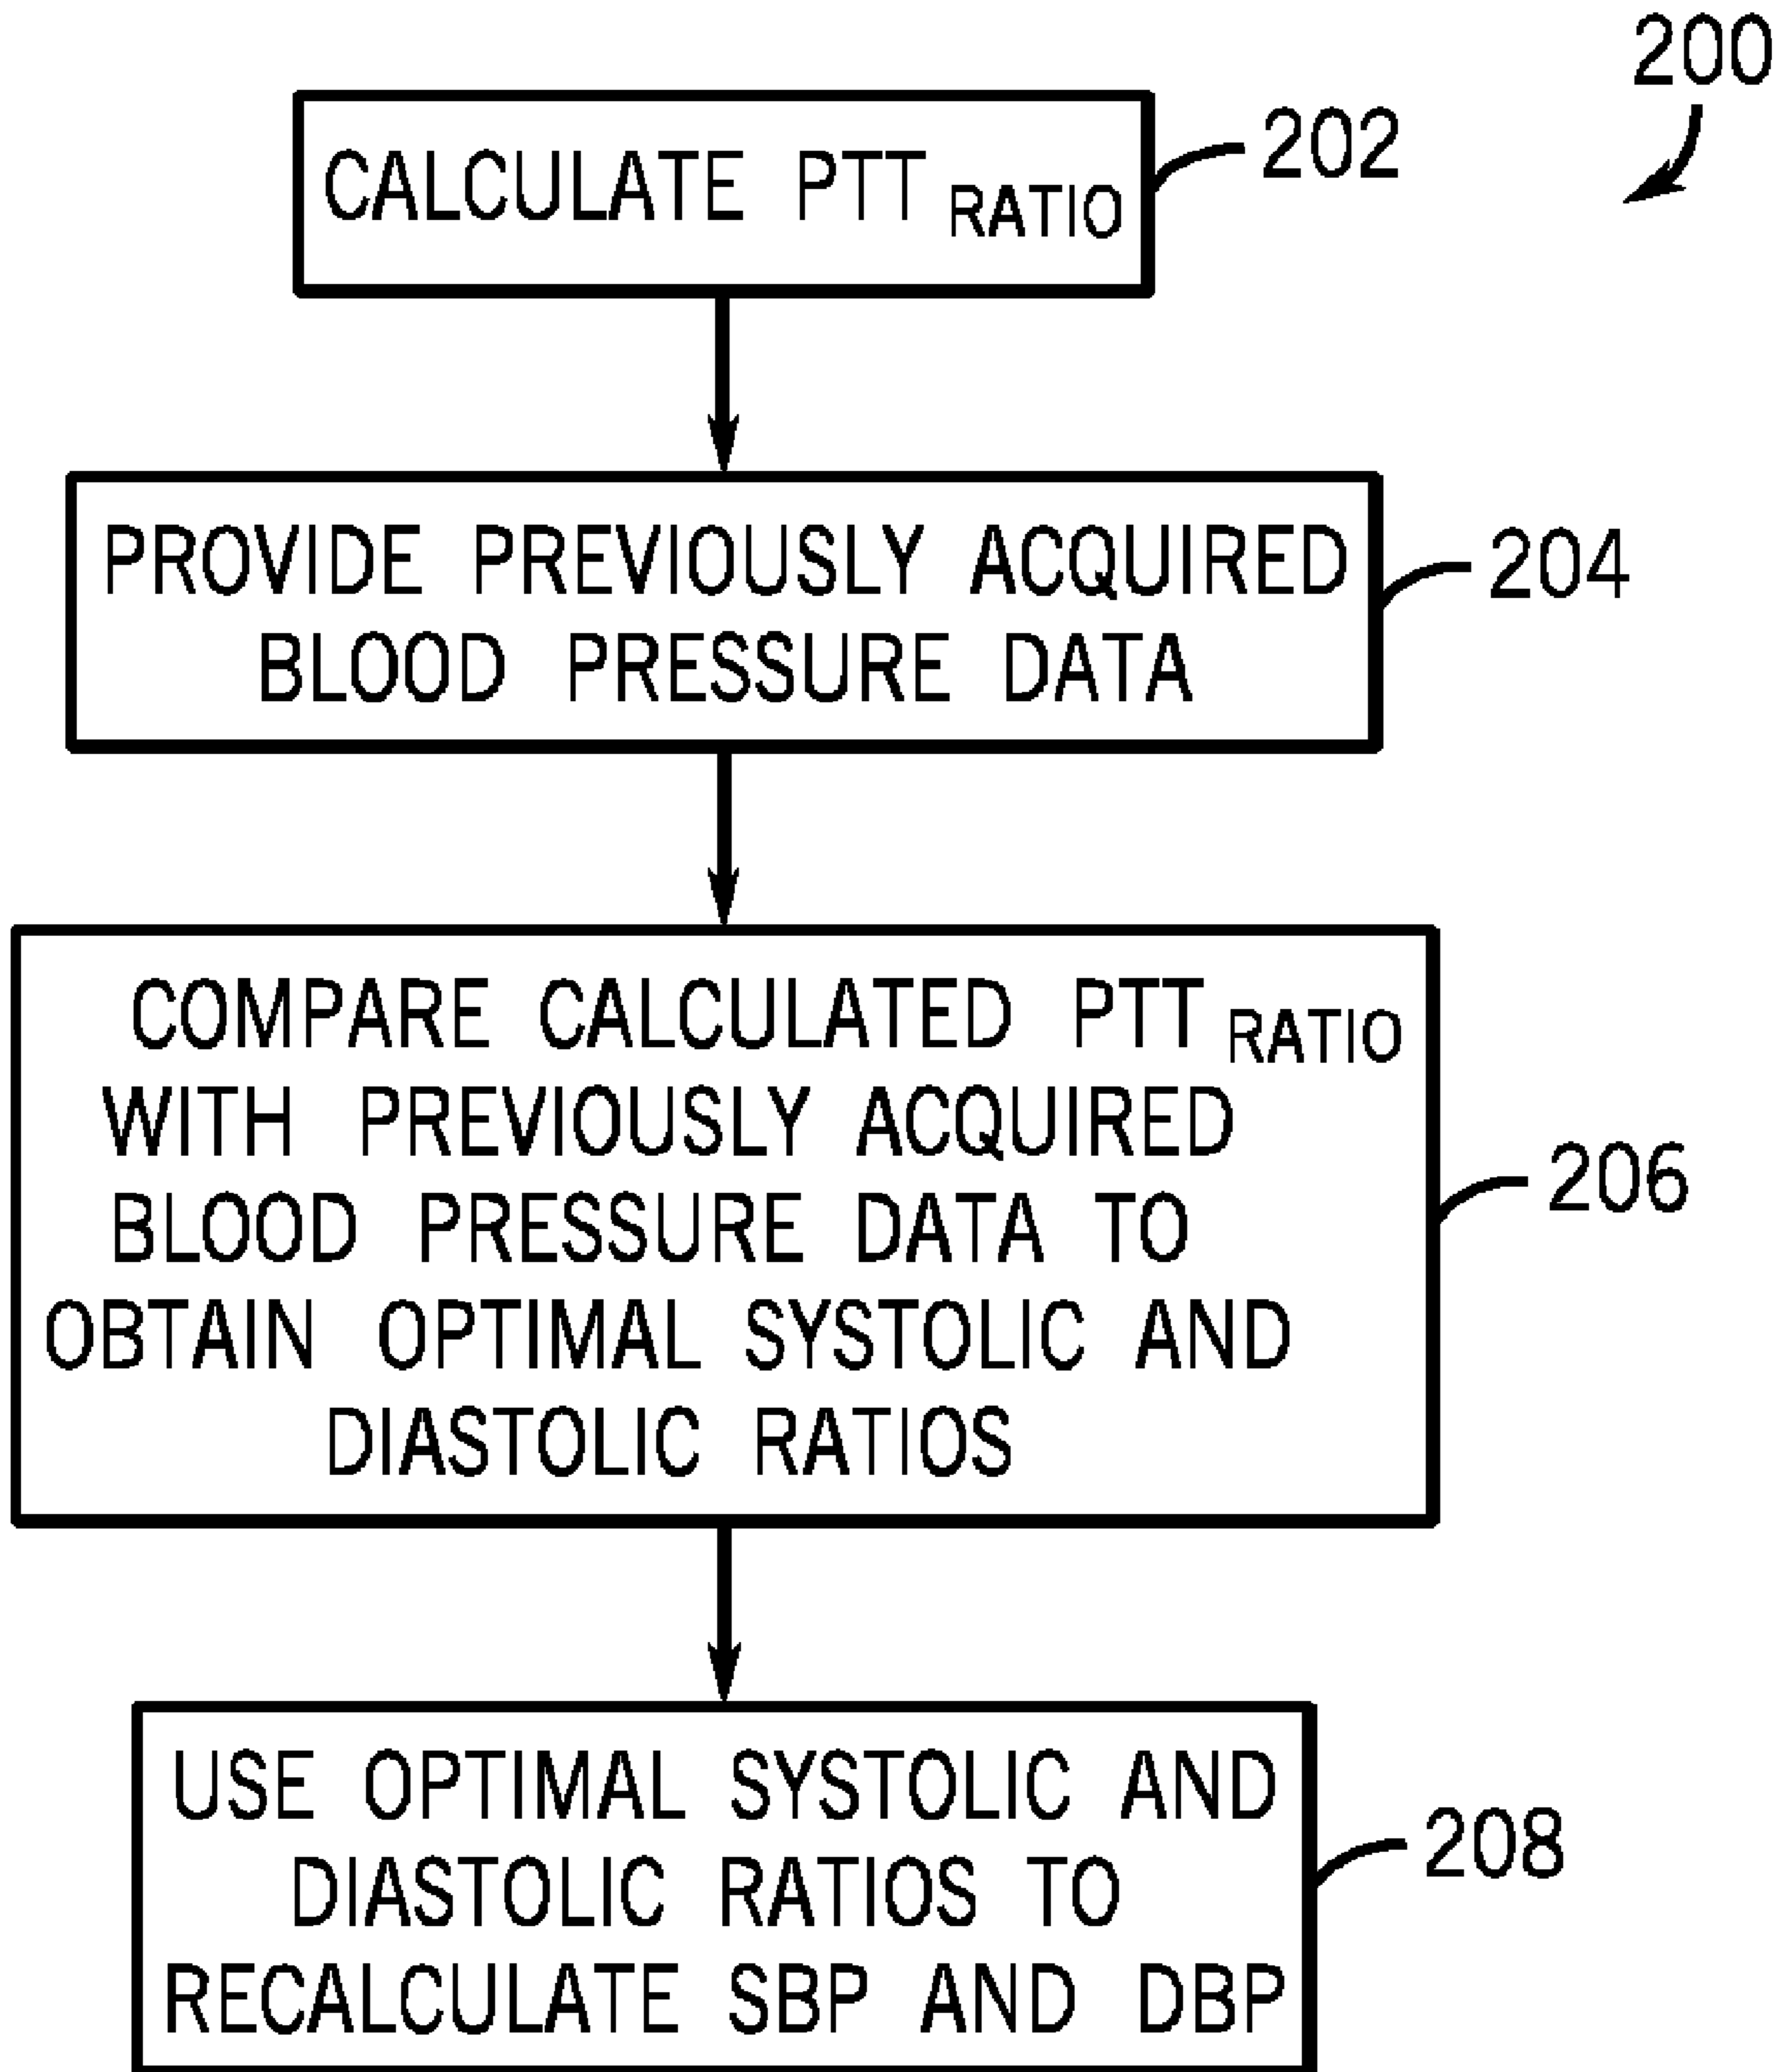 200
CALCULATE PTT RATIO
202
PROVIDE PREVIOUSLY ACQUIRED
BLOOD PRESSURE DATA
204
COMPARE CALCULATED PTT RATIO
WITH PREVIOUSLY ACQUIRED
BLOOD PRESSURE DATA TO
OBTAIN OPTIMAL SYSTOLIC AND
DIASTOLIC RATIOS
206
USE OPTIMAL SYSTOLIC AND
DIASTOLIC RATIOS TO
RECALCULATE SBP AND DBP
208